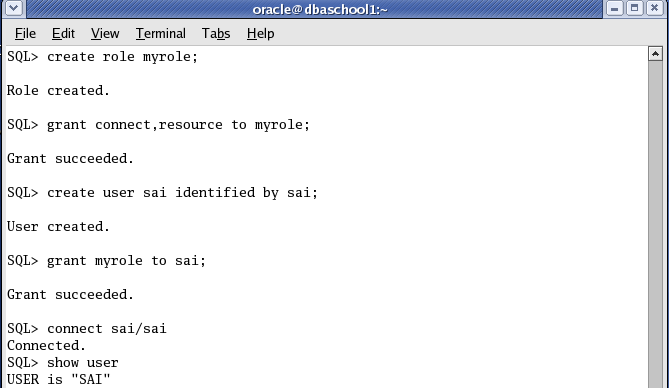 oracle@dbaschool1:~
File Edit View Terminal Tabs Help
SQL> create role myrole;
Role created.
SQL> grant connect,resource to myrole;
Grant succeeded.
SQL> create user sai identified by sai;
User created.
SQL> grant myrole to sai;
Grant succeeded.
SQL> connect sai/sai
Connected.
SQL> show user
USER is "SAI"